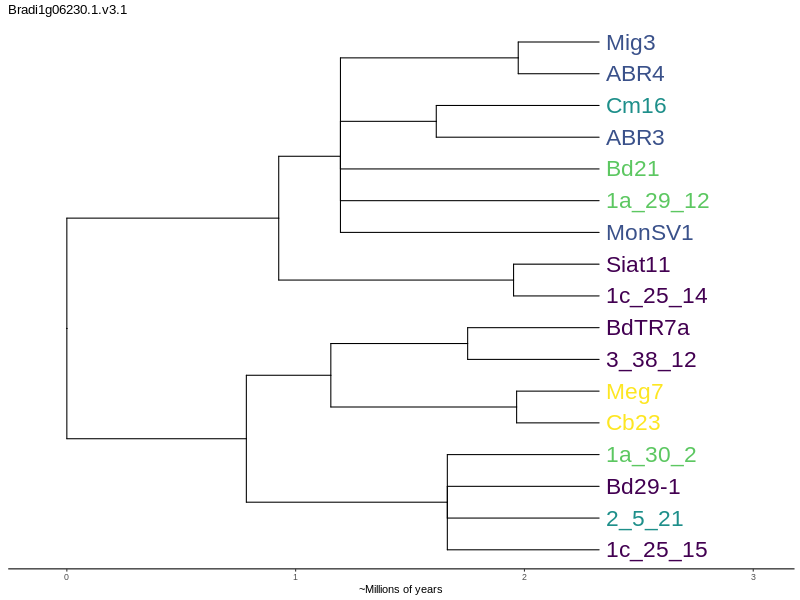 Bradi1g06230.1.v3.1
Mig3
ABR4
Cm16
ABR3
Bd21
1a_29_12
MonSV1
Siat11
1c_25_14
BdTR7a
3_38_12
Meg7
Cb23
1a_30_2
Bd29-1
2_5_21
1c_25_15
0 1 2 3
~Millions of years